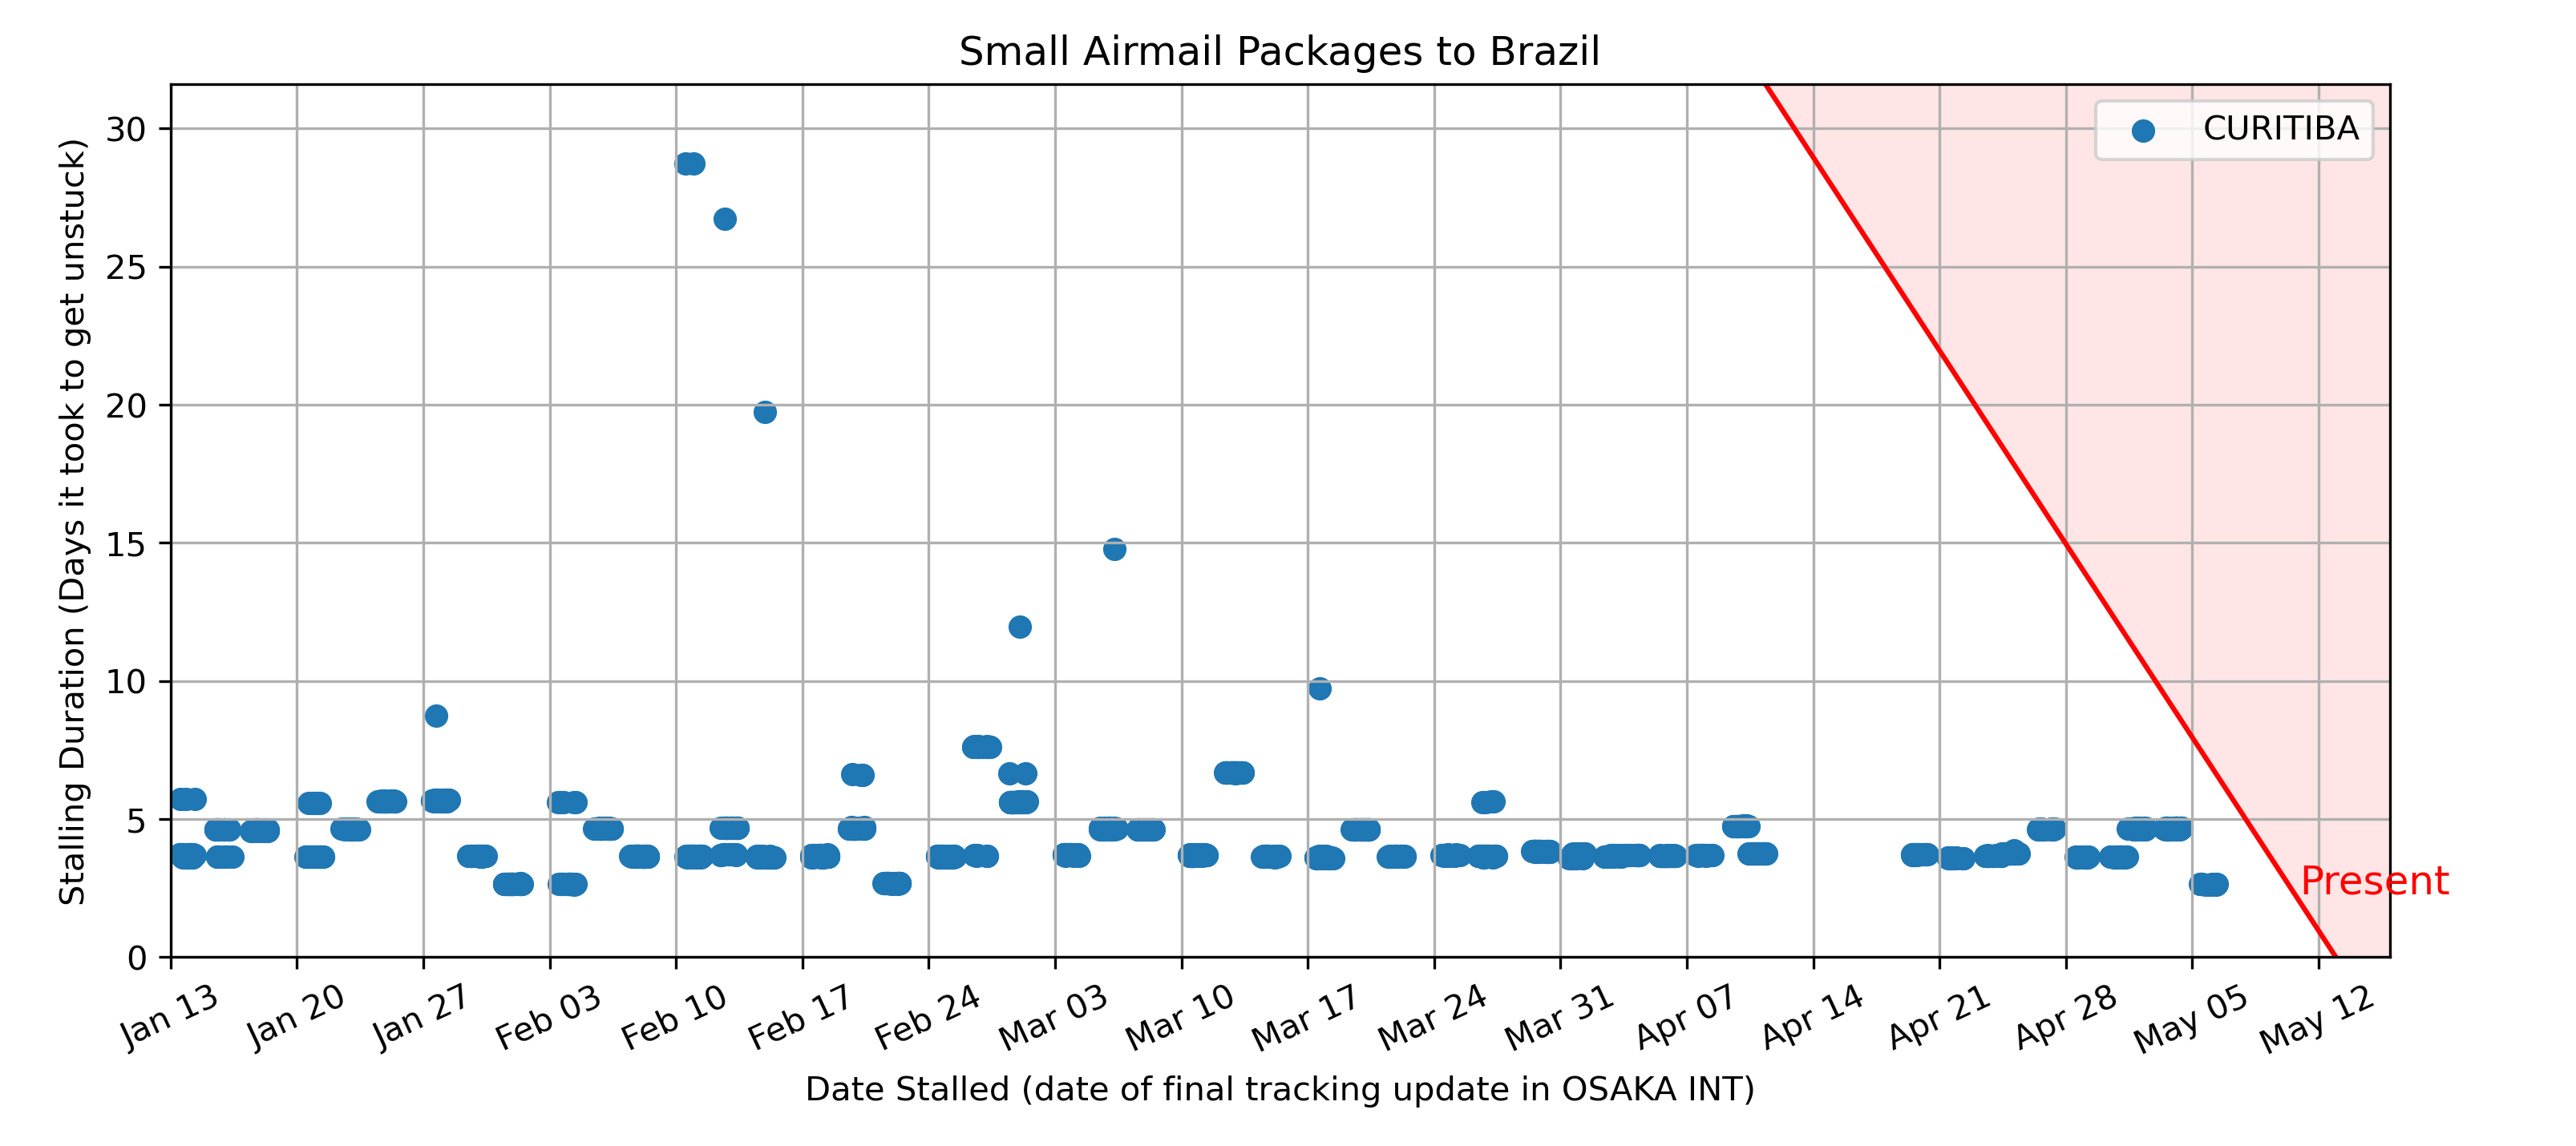 Small Airmail Packages to Brazil
Stalling Duration (Days it took to get unstuck)
30
25
20
15
10
5
0
CURITIBA
Present
Jan 13
Jan 20
Jan 27
Feb 03
Feb 10
Feb 17
Feb 24
Mar 03
Mar 10
Mar 17
Mar 24
Mar 31
Apr 07
Apr 14
Apr 21
Apr 28
May 05
May 12
Date Stalled (date of final tracking update in OSAKA INT)